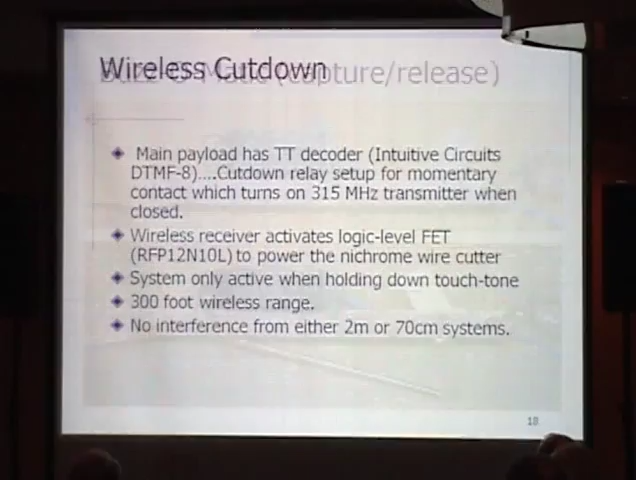 Wireless Cutdown
(capture/release)
Main payload has TT decoder (Intuitive Circuits
DTMF-8)....Cutdown relay setup for momentary
contact which turns on 315 MHz transmitter when
closed.
Wireless receiver activates logic-level FET
(RFP12N10L) to power the nichrome wire cutter
System only active when holding down touch-tone
300 foot wireless range.
No interference from either 2m or 70cm systems.
18